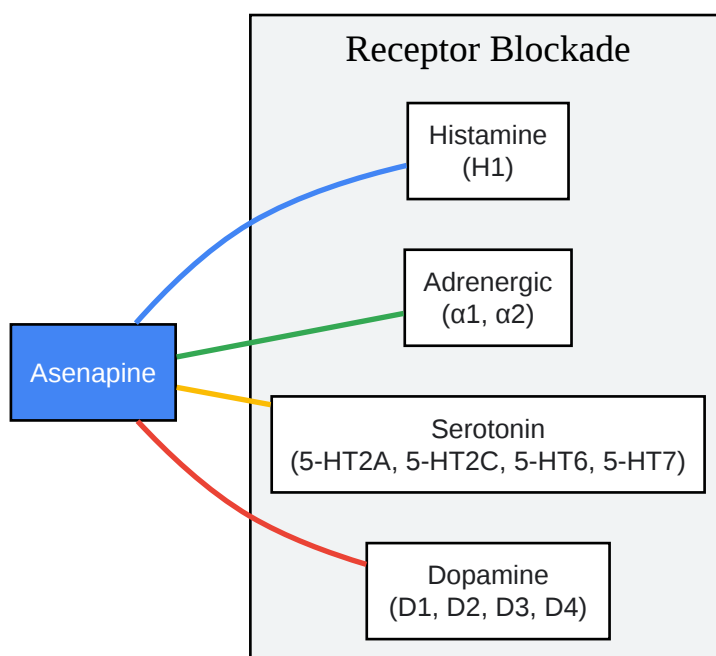 Receptor Blockade
Histamine
(H1)
Adrenergic
(α1, α2)
Asenapine
Serotonin
(5-HT2A, 5-HT2C, 5-HT6, 5-HT7)
Dopamine
(D1, D2, D3, D4)